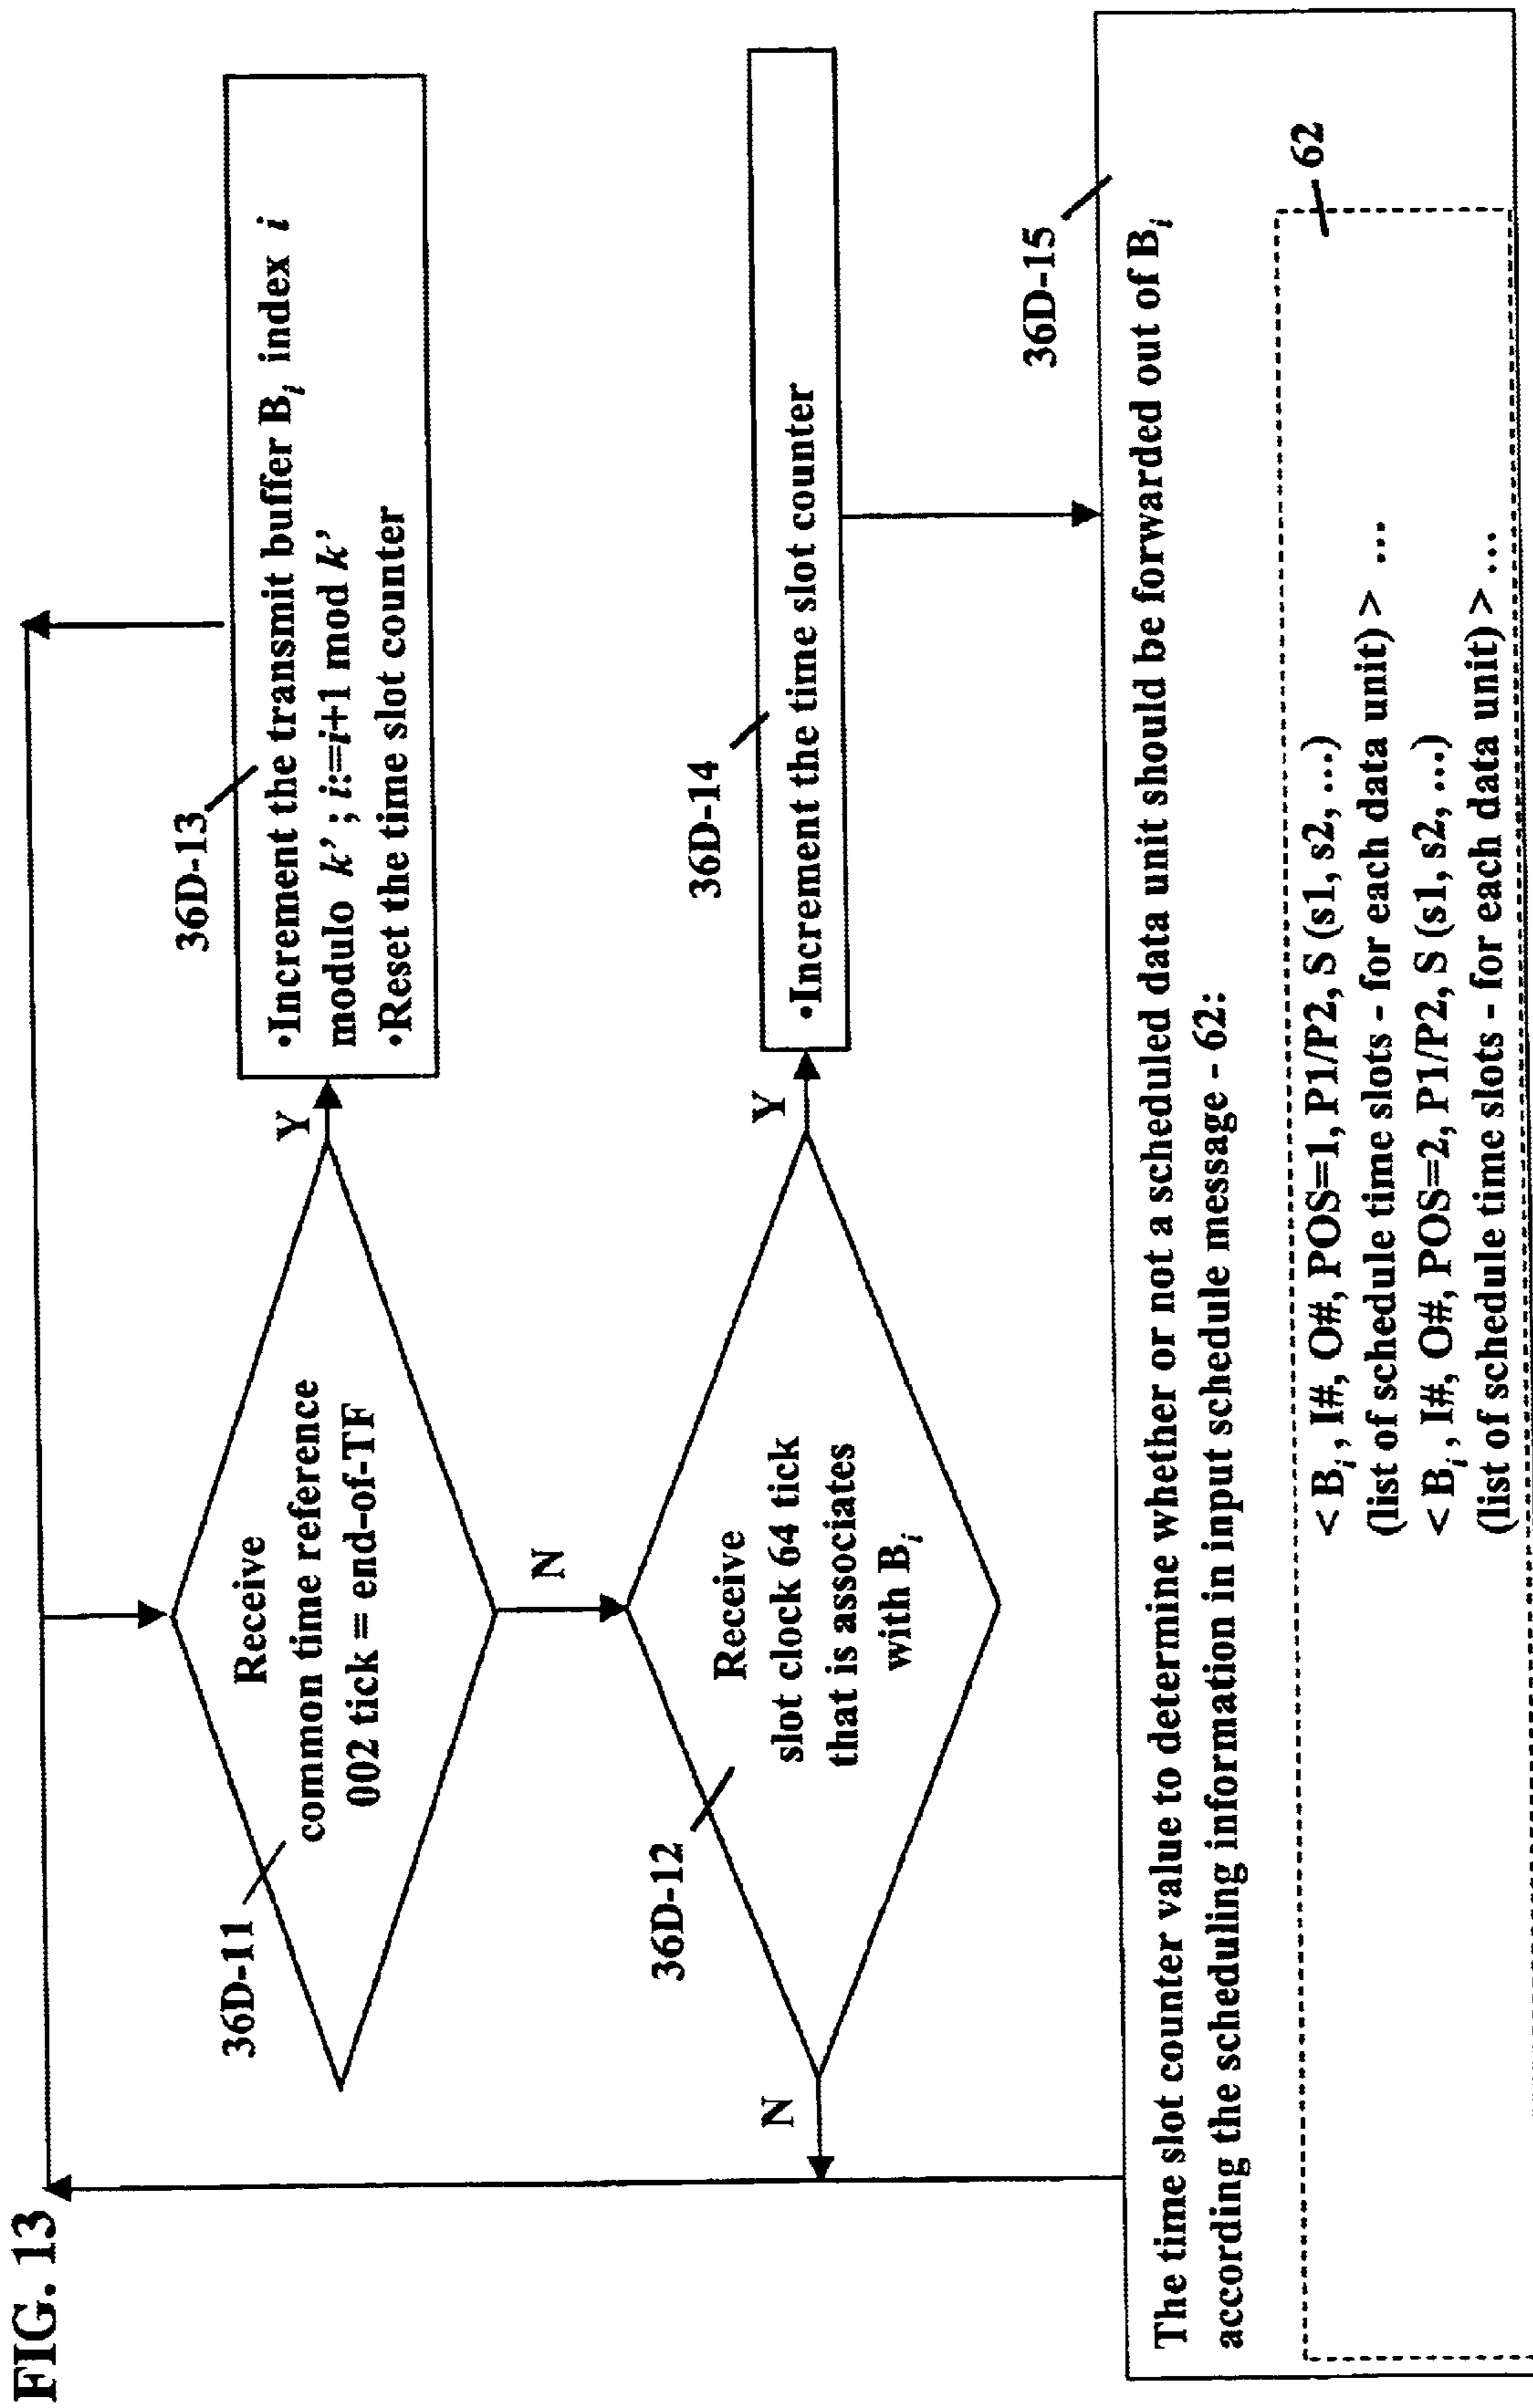 FIG. 13
36D-11
Receive
common time reference
002 tick = end-of-TF
Y
36D-13
•Increment the transmit buffer Bi index i
modulo k' ; i:=i+1 mod k'
•Reset the time slot counter
N
36D-12
Receive
slot clock 64 tick
that is associates
with Bi
N
Y
36D-14
•Increment the time slot counter
36D-15
The time slot counter value to determine whether or not a scheduled data unit should be forwarded out of Bi
according the scheduling information in input schedule message - 62:
62
< Bi, I#, O#, POS=1, P1/P2, S (s1, s2, ...)
(list of schedule time slots - for each data unit) > ...
< Bi, I#, O#, POS=2, P1/P2, S (s1, s2, ...)
(list of schedule time slots - for each data unit) > ...